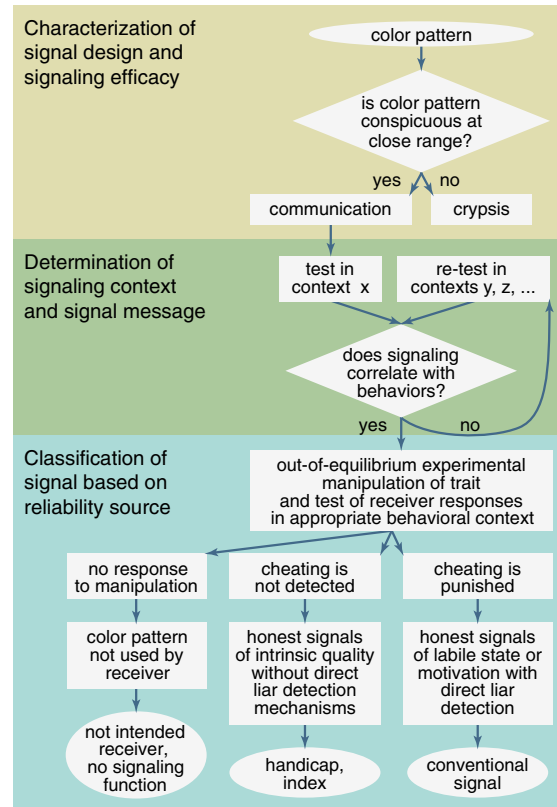 Characterization of
signal design and
signaling efficacy
color pattern
is color pattern
conspicuous at
close range?
yes
no
communication
crypsis
Determination of
signaling context
and signal message
test in
context x
re-test in
contexts y, z, ...
does signaling
correlate with
behaviors?
yes
no
Classification of
signal based on
reliability source
out-of-equilibrium experimental
manipulation of trait
and test of receiver responses
in appropriate behavioral context
no response
to manipulation
cheating is
not detected
cheating is
punished
color pattern
not used by
receiver
honest signals
of intrinsic quality
without direct
liar detection
mechanisms
honest signals
of labile state or
motivation with
direct liar
detection
not intended
receiver,
no signaling
function
handicap,
index
conventional
signal